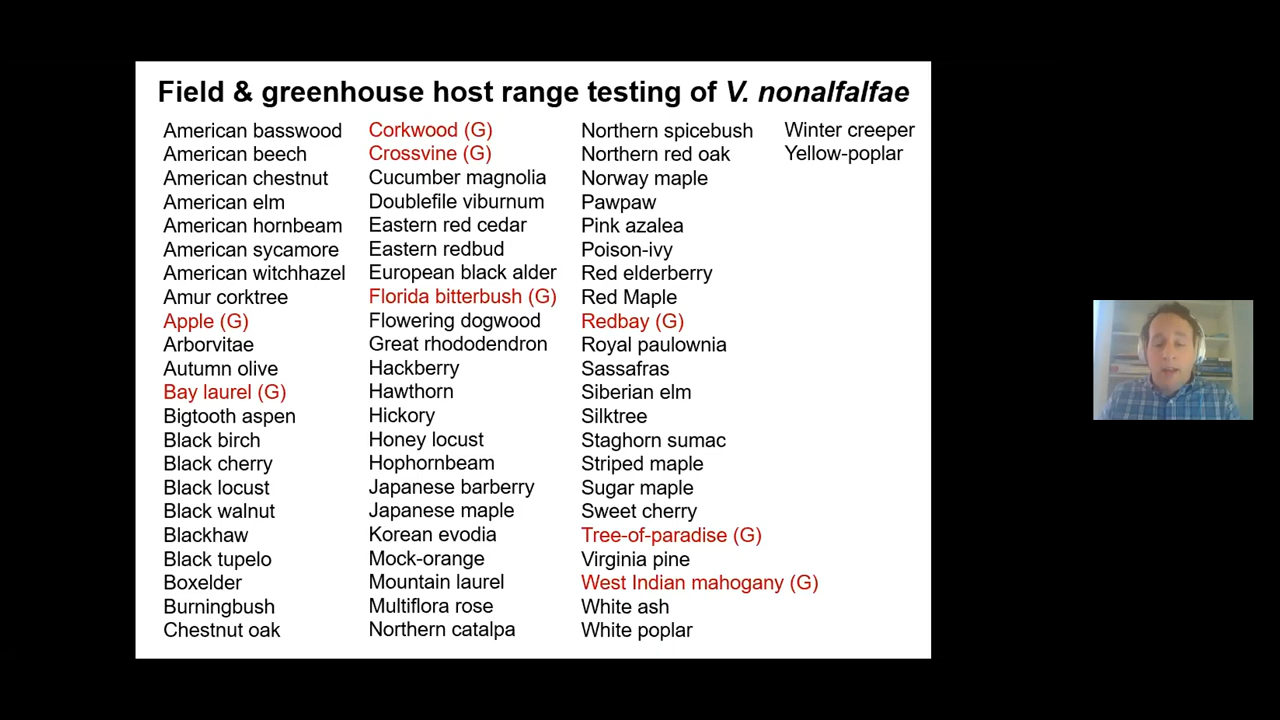 Field & greenhouse host range testing of V. nonalfalfae
American basswood
American beech
American chestnut
American elm
American hornbeam
American sycamore
American witchhazel
Amur corktree
Apple (G)
Arborvitae
Autumn olive
Bay laurel (G)
Bigtooth aspen
Black birch
Black cherry
Black locust
Black walnut
Blackhaw
Black tupelo
Boxelder
Burningbush
Chestnut oak
Corkwood (G)
Crossvine (G)
Cucumber magnolia
Doublefile viburnum
Eastern red cedar
Eastern redbud
European black alder
Florida bitterbush (G)
Flowering dogwood
Great rhododendron
Hackberry
Hawthorn
Hickory
Honey locust
Hophornbeam
Japanese barberry
Japanese maple
Korean evodia
Mock-orange
Mountain laurel
Multiflora rose
Northern catalpa
Northern spicebush
Northern red oak
Norway maple
Pawpaw
Pink azalea
Poison-ivy
Red elderberry
Red Maple
Redbay (G)
Royal paulownia
Sassafras
Siberian elm
Silktree
Staghorn sumac
Striped maple
Sugar maple
Sweet cherry
Tree-of-paradise (G)
Virginia pine
West Indian mahogany (G)
White ash
White poplar
Winter creeper
Yellow-poplar